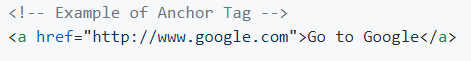 <!-- Example of Anchor Tag -->
<a href="http://www.google.com">Go to Google</a>